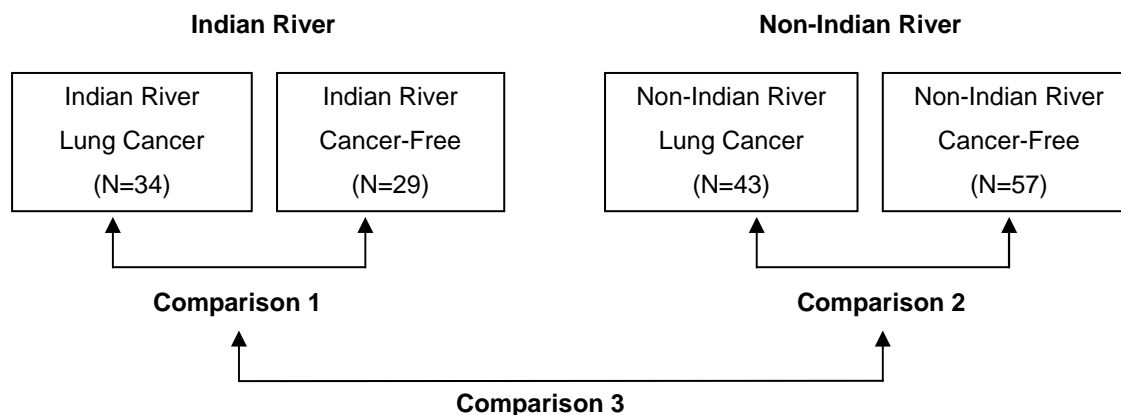 Indian River
Non-Indian River
Indian River
Lung Cancer
(N=34)
Indian River
Cancer-Free
(N=29)
Non-Indian River
Lung Cancer
(N=43)
Non-Indian River
Cancer-Free
(N=57)
Comparison 1
Comparison 2
Comparison 3